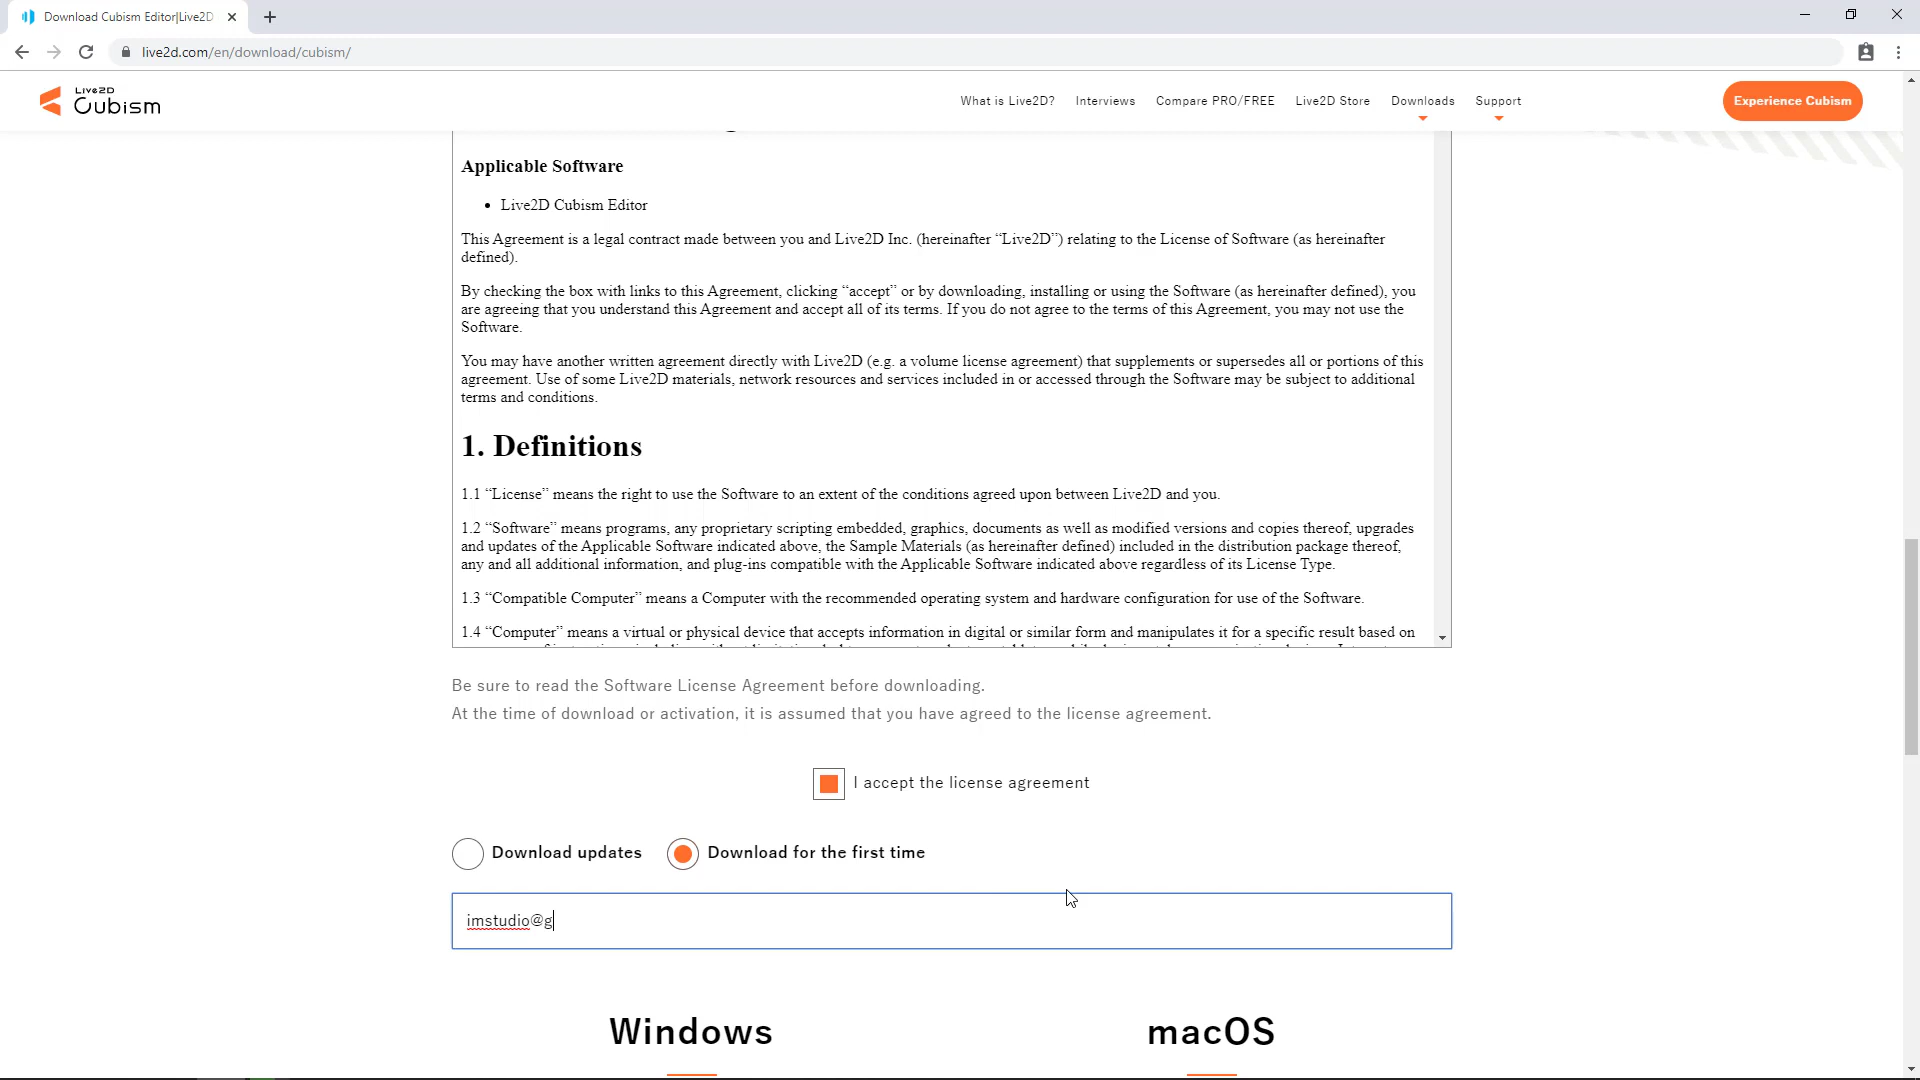 Download Cubism Editor|Live2D
live2d.com/en/download/cubism/
Live2D
Cubism
What is Live2D?
Interviews
Compare PRO/FREE
Live2D Store
Downloads
Support
Experience Cubism
Applicable Software
• Live2D Cubism Editor
This Agreement is a legal contract made between you and Live2D Inc. (hereinafter “Live2D”) relating to the License of Software (as hereinafter
defined).
By checking the box with links to this Agreement, clicking “accept” or by downloading, installing or using the Software (as hereinafter defined), you
are agreeing that you understand this Agreement and accept all of its terms. If you do not agree to the terms of this Agreement, you may not use the
Software.
You may have another written agreement directly with Live2D (e.g. a volume license agreement) that supplements or supersedes all or portions of this
agreement. Use of some Live2D materials, network resources and services included in or accessed through the Software may be subject to additional
terms and conditions.
1. Definitions
1.1 “License” means the right to use the Software to an extent of the conditions agreed upon between Live2D and you.
1.2 “Software” means programs, any proprietary scripting embedded, graphics, documents as well as modified versions and copies thereof, upgrades
and updates of the Applicable Software indicated above, the Sample Materials (as hereinafter defined) included in the distribution package thereof,
any and all additional information, and plug-ins compatible with the Applicable Software indicated above regardless of its License Type.
1.3 “Compatible Computer” means a Computer with the recommended operating system and hardware configuration for use of the Software.
1.4 “Computer” means a virtual or physical device that accepts information in digital or similar form and manipulates it for a specific result based on
Be sure to read the Software License Agreement before downloading.
At the time of download or activation, it is assumed that you have agreed to the license agreement.
I accept the license agreement
Download updates
Download for the first time
imstudio@g
Windows
macOS